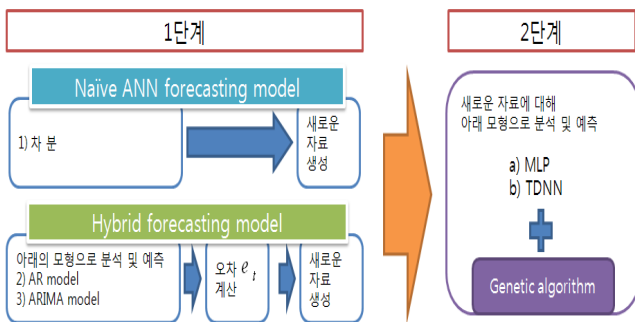 1단계
Naïve ANN forecasting model
1) 차 분
새로운
자료
생성
Hybrid forecasting model
아래의 모형으로 분석 및 예측
2) AR model
3) ARIMA model
오차 e t
계산
새로운
자료
생성
2단계
새로운 자료에 대해
아래 모형으로 분석 및 예측
a) MLP
b) TDNN
Genetic algorithm